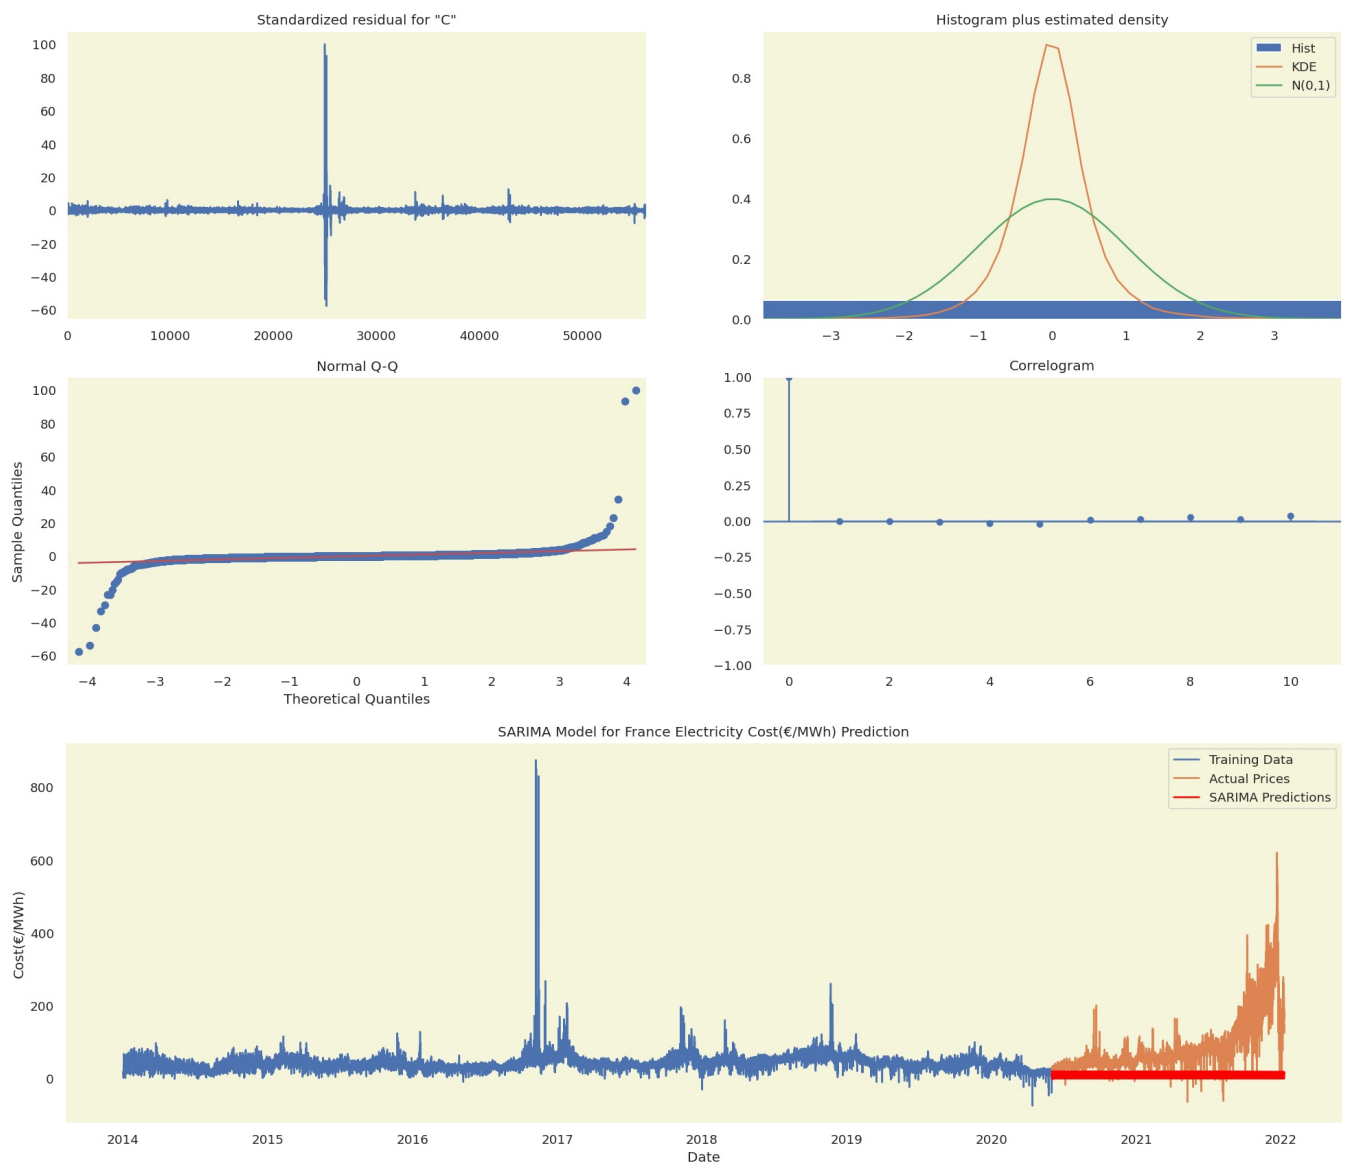 Standardized residual for "C"
100
80
60
40
20
0
−20
−40
−60
0 10000 20000 30000 40000 50000
Histogram plus estimated density
Hist
KDE
N(0,1)
0.8
0.6
0.4
0.2
0.0
−3 −2 −1 0 1 2 3
Normal Q-Q
Sample Quantiles
100
80
60
40
20
0
−20
−40
−60
−4 −3 −2 −1 0 1 2 3 4
Theoretical Quantiles
Correlogram
1.00
0.75
0.50
0.25
0.00
−0.25
−0.50
−0.75
−1.00
0 2 4 6 8 10
SARIMA Model for France Electricity Cost(€/MWh) Prediction
Training Data
Actual Prices
SARIMA Predictions
Cost(€/MWh)
800
600
400
200
0
2014 2015 2016 2017 2018 2019 2020 2021 2022
Date